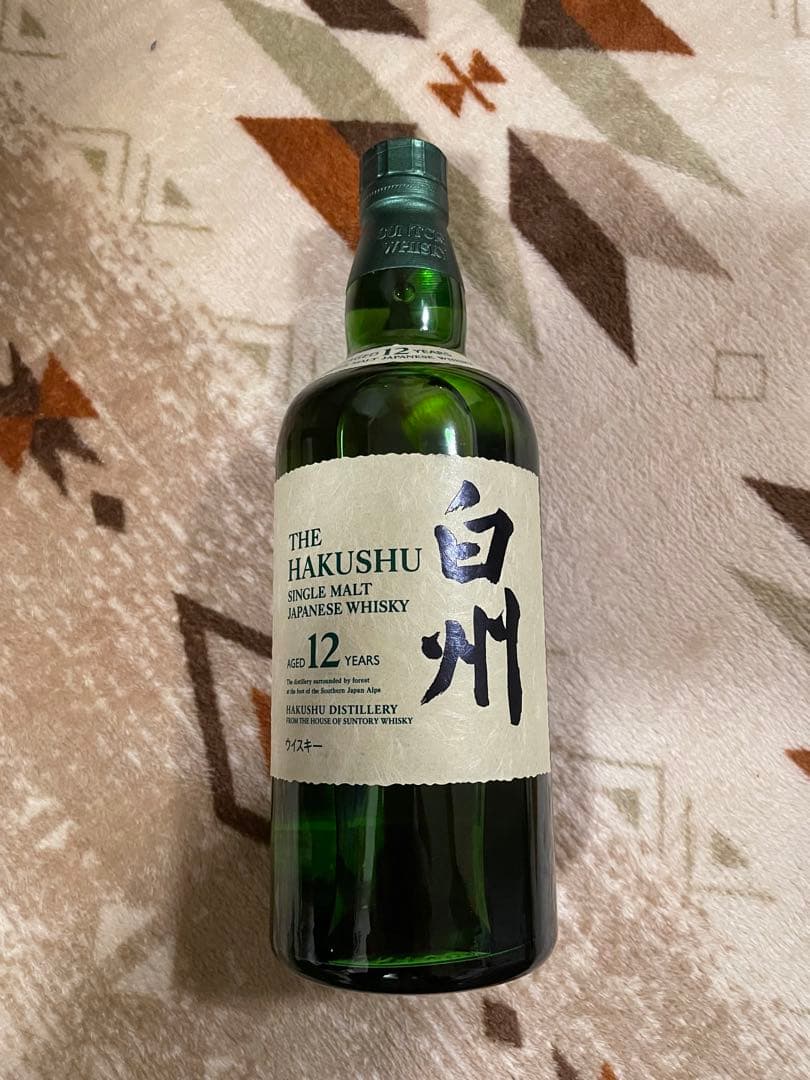 SUNTORY
WHISKY
AGED 12 YEARS
MALT JAPANESE WHISKY
THE
HAKUSHU
SINGLE MALT
JAPANESE WHISKY
AGED 12 YEARS
The distillery surrounded by forest
at the foot of the Southern Japan Alps
HAKUSHU DISTILLERY
FROM THE HOUSE OF SUNTORY WHISKY
ウイスキー
白州